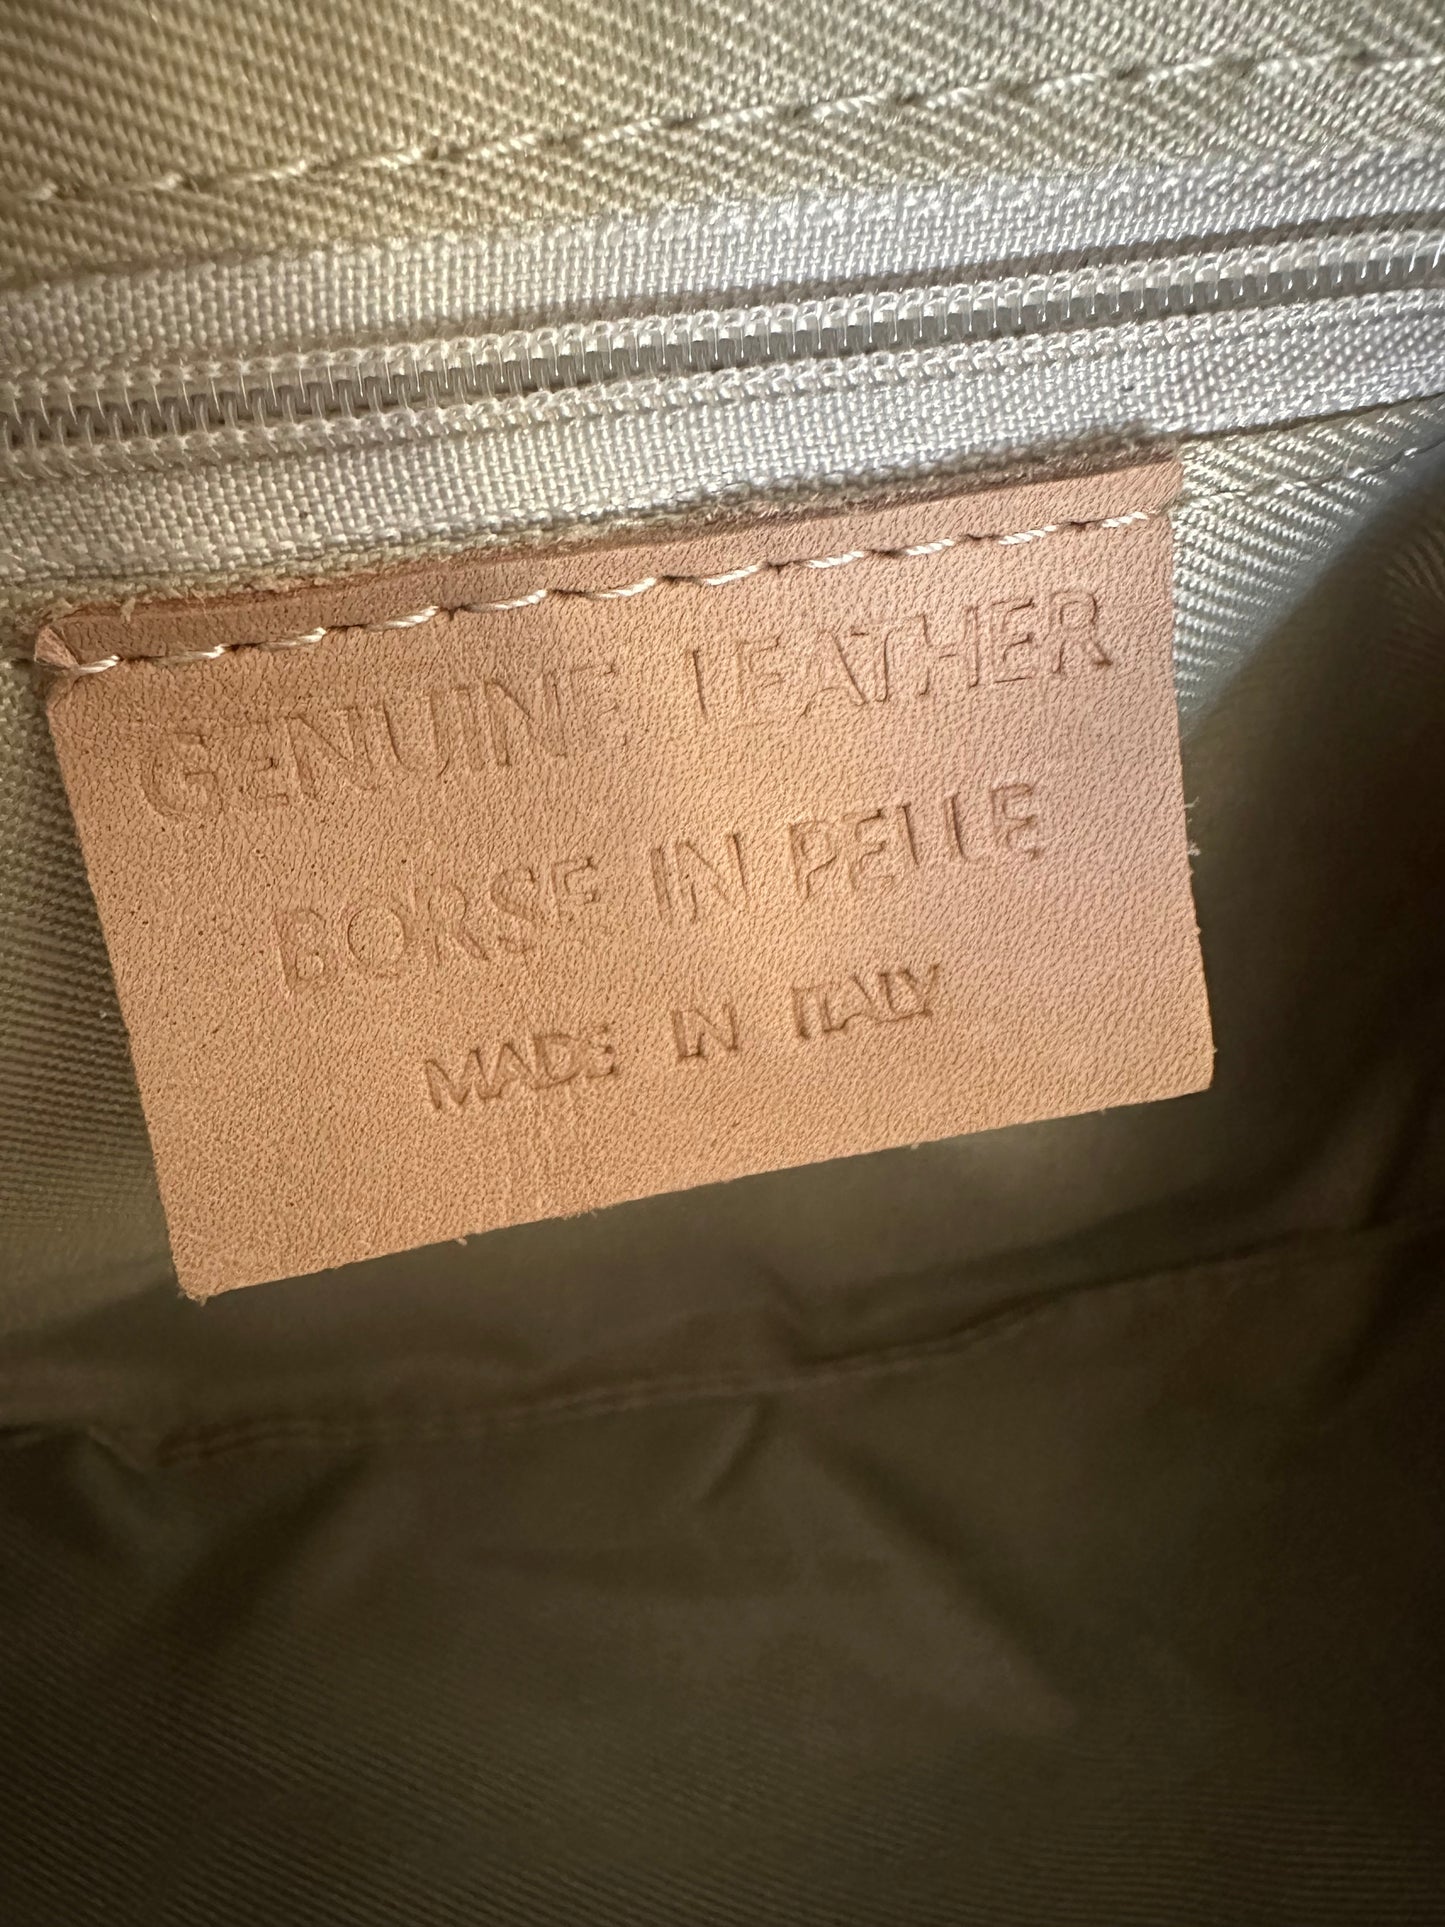 GENUINE LEATHER
BORSE IN PELLE
MADE IN ITALY